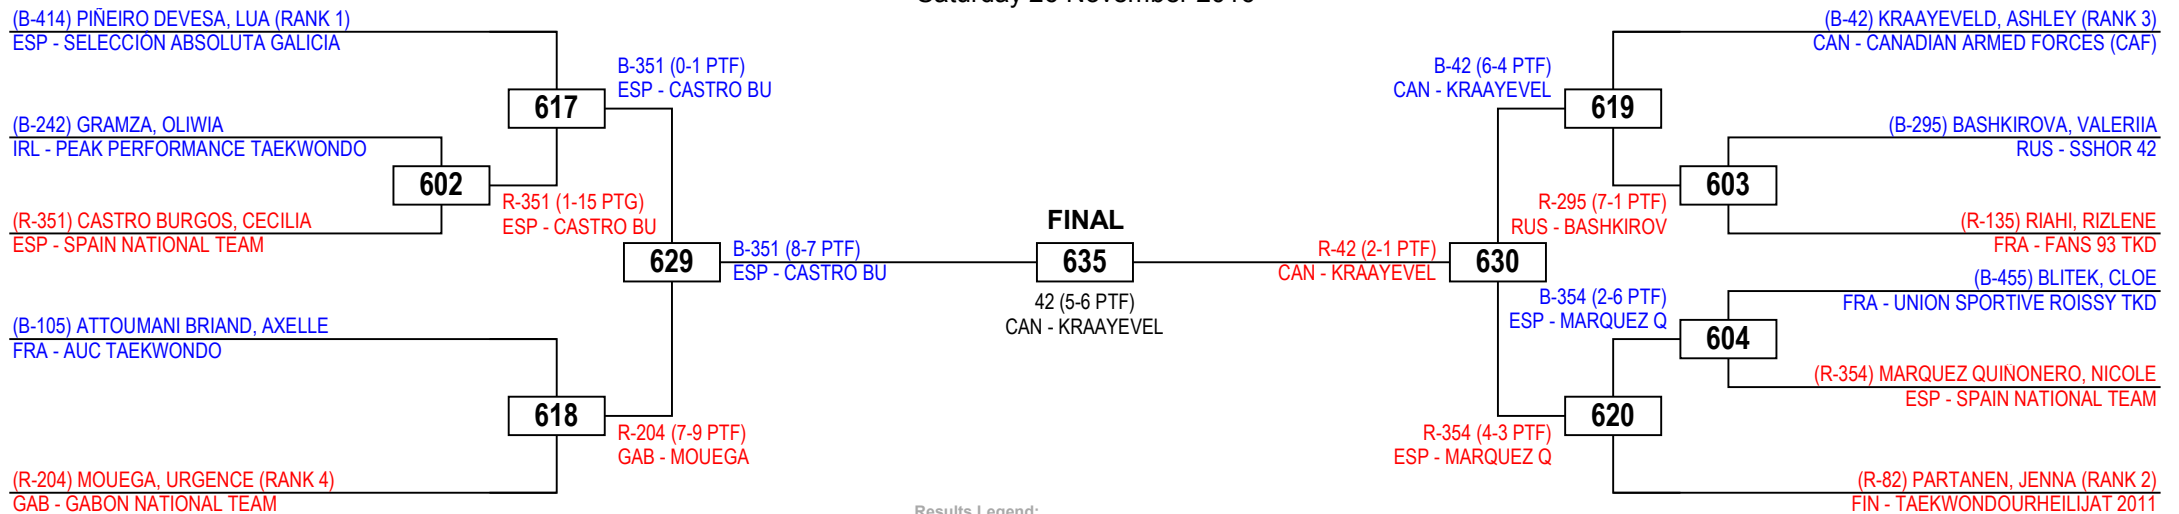 (B-414) PIÑEIRO DEVESA, LUA (RANK 1)
ESP - SELECCIÓN ABSOLUTA GALICIA
(B-242) GRAMZA, OLIWIA
IRL - PEAK PERFORMANCE TAEKWONDO
(R-351) CASTRO BURGOS, CECILIA
ESP - SPAIN NATIONAL TEAM
(B-105) ATTOUMANI BRIAND, AXELLE
FRA - AUC TAEKWONDO
(R-204) MOUEGA, URGENCE (RANK 4)
GAB - GABON NATIONAL TEAM
602
R-351 (1-15 PTG)
ESP - CASTRO BU
617
B-351 (0-1 PTF)
ESP - CASTRO BU
618
R-204 (7-9 PTF)
GAB - MOUEGA
629
B-351 (8-7 PTF)
ESP - CASTRO BU
FINAL
635
42 (5-6 PTF)
CAN - KRAAYEVEL
R-42 (2-1 PTF)
CAN - KRAAYEVEL
630
B-42 (6-4 PTF)
CAN - KRAAYEVEL
619
R-295 (7-1 PTF)
RUS - BASHKIROV
603
B-354 (2-6 PTF)
ESP - MARQUEZ Q
604
R-354 (4-3 PTF)
ESP - MARQUEZ Q
620
(B-42) KRAAYEVELD, ASHLEY (RANK 3)
CAN - CANADIAN ARMED FORCES (CAF)
(B-295) BASHKIROVA, VALERIIA
RUS - SSHOR 42
(R-135) RIAHI, RIZLENE
FRA - FANS 93 TKD
(B-455) BLITEK, CLOE
FRA - UNION SPORTIVE ROISSY TKD
(R-354) MARQUEZ QUIÑONERO, NICOLE
ESP - SPAIN NATIONAL TEAM
(R-82) PARTANEN, JENNA (RANK 2)
FIN - TAEKWONDOURHEILIJAT 2011
Results Legend: